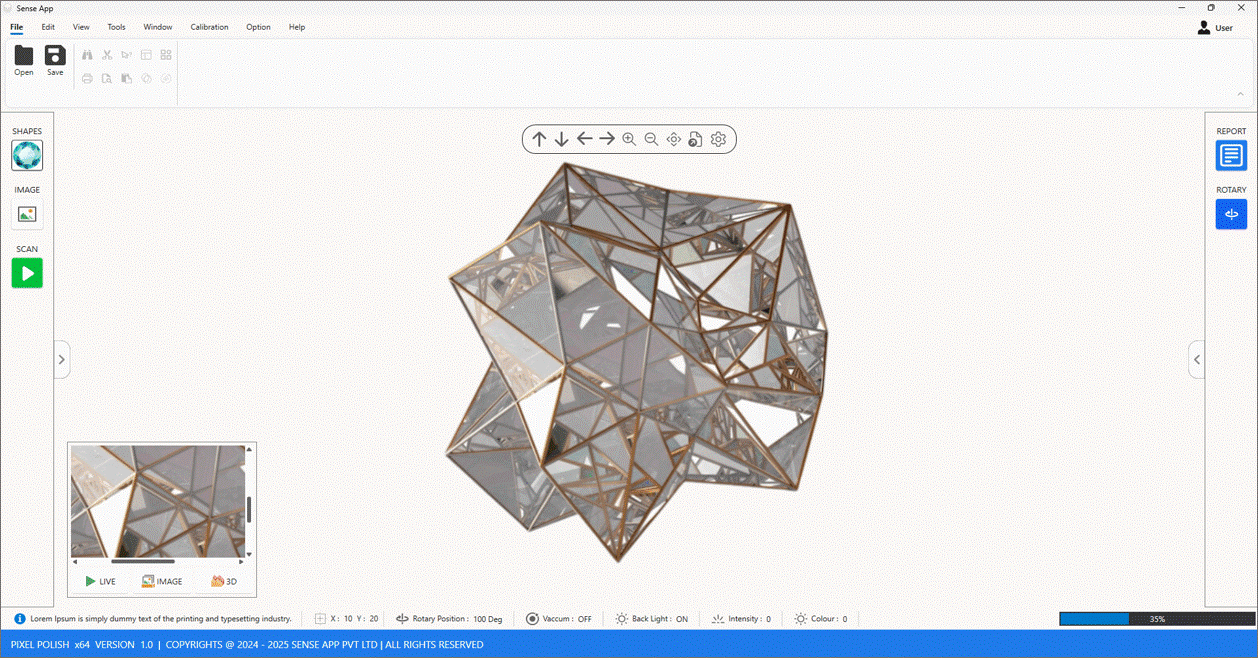 Sense App
File Edit View Tools Window Calibration Option Help
User
Open Save
SHAPES
IMAGE
SCAN
REPORT
ROTARY
LIVE IMAGE 3D
Lorem Ipsum is simply dummy text of the printing and typesetting industry. X : 10 Y : 20 Rotary Position : 100 Deg Vaccum : OFF Back Light : ON Intensity : 0 Colour : 0 35%
PIXEL POLISH x64 VERSION 1.0 | COPYRIGHTS @ 2024 - 2025 SENSE APP PVT LTD | ALL RIGHTS RESERVED